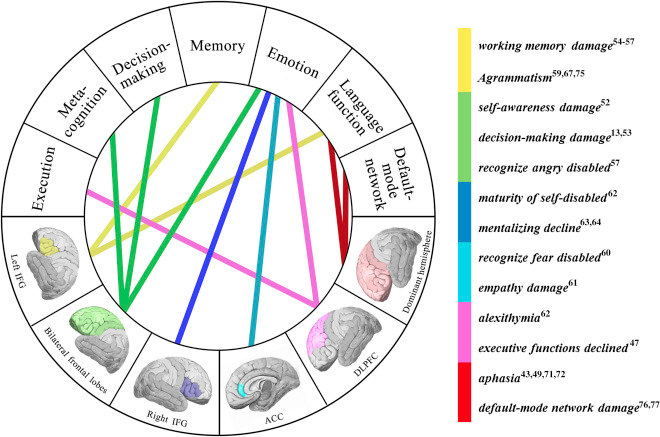 Execution
Meta-
cognition
Decision-
making
Memory
Emotion
Language
function
Default-
mode
network
Left IFG
Bilateral frontal lobes
Right IFG
ACC
DLPFC
Dominant hemisphere
working memory damage54-57
Agrammatism59,67,75
self-awareness damage52
decision-making damage13,53
recognize angry disabled57
maturity of self-disabled62
mentalizing decline63,64
recognize fear disabled60
empathy damage61
alexithymia62
executive functions declined47
aphasia43,49,71,72
default-mode network damage76,77